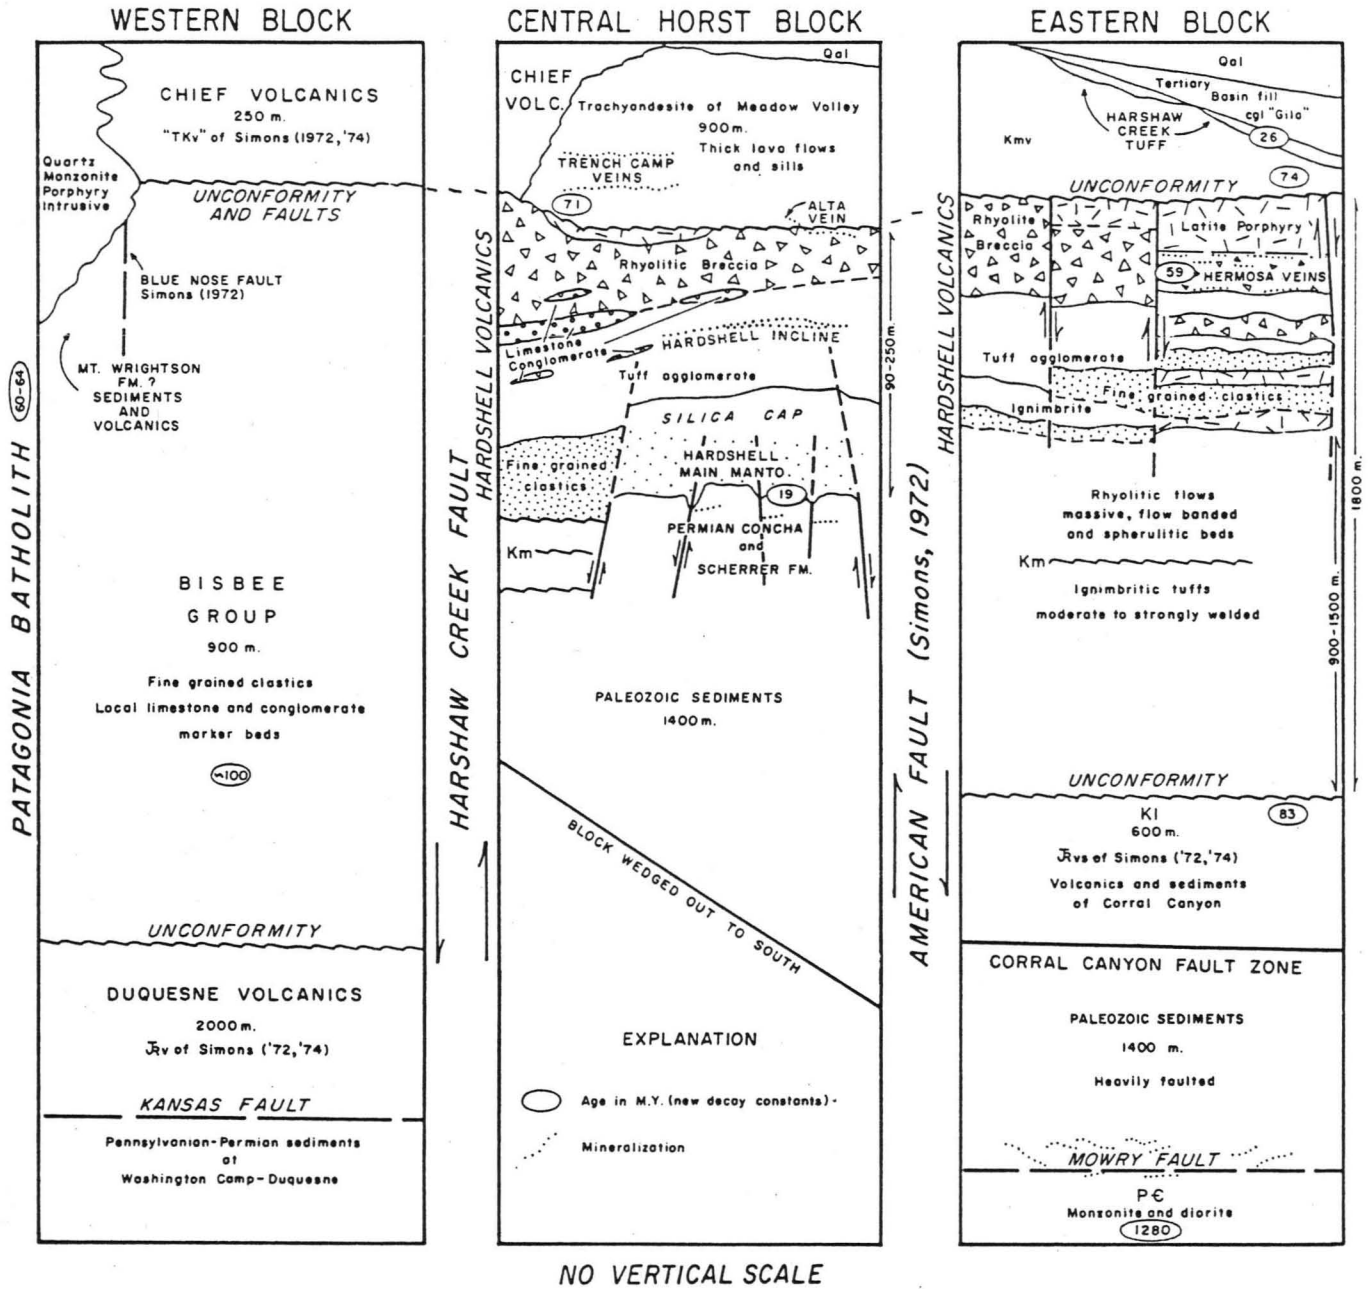 WESTERN BLOCK
CHIEF VOLCANICS
250 m.
"TKv" of Simons (1972, '74)
Quartz
Monzonite
Porphyry
Intrusive
UNCONFORMITY
AND FAULTS
BLUE NOSE FAULT
Simons (1972)
MT. WRIGHTSON
FM. ?
SEDIMENTS
AND
VOLCANICS
PATAGONIA BATHOLITH 60-64
BISBEE
GROUP
900 m.
Fine grained clastics
Local limestone and conglomerate
marker beds
~100
UNCONFORMITY
DUQUESNE VOLCANICS
2000 m.
JRv of Simons ('72, '74)
KANSAS FAULT
Pennsylvanian-Permian sediments
at
Washington Camp-Duquesne
HARSHAW CREEK FAULT
CENTRAL HORST BLOCK
Qal
CHIEF
VOLC.
Trachyandesite of Meadow Valley
900m.
Thick lava flows
and sills
TRENCH CAMP
VEINS
71
ALTA
VEIN
HARDSHELL VOLCANICS
Rhyolitic Breccia
Limestone
Conglomerate
HARDSHELL INCLINE
Tuff agglomerate
90-250m.
SILICA CAP
Fine grained
clastics
HARDSHELL
MAIN MANTO
19
PERMIAN CONCHA
and
SCHERRER FM.
Km
PALEOZOIC SEDIMENTS
1400m.
BLOCK WEDGED OUT TO SOUTH
EXPLANATION
Age in M.Y. (new decay constants)-
Mineralization
AMERICAN FAULT (Simons, 1972)
EASTERN BLOCK
Qal
Tertiary
Basin fill
cgl "Gila"
HARSHAW
CREEK
TUFF
26
Kmv
74
UNCONFORMITY
HARDSHELL VOLCANICS
Rhyolite
Breccia
Latite Porphyry
59
HERMOSA VEINS
Tuff agglomerate
Fine grained clastics
Ignimbrite
Rhyolitic flows
massive, flow banded
and spherulitic beds
Km
Ignimbritic tuffs
moderate to strongly welded
900-1500 m.
1800 m.
UNCONFORMITY
83
Kl
600m.
JRvs of Simons ('72, '74)
Volcanics and sediments
of Corral Canyon
CORRAL CANYON FAULT ZONE
PALEOZOIC SEDIMENTS
1400 m.
Heavily faulted
MOWRY FAULT
P€
Monzonite and diorite
1280
NO VERTICAL SCALE